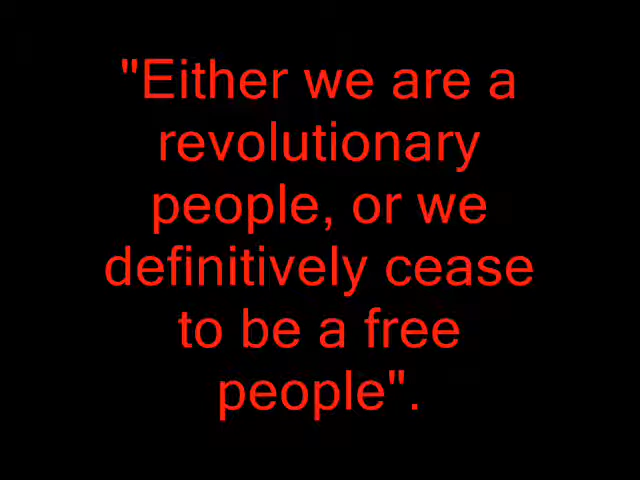 "Either we are a
revolutionary
people, or we
definitively cease
to be a free
people".